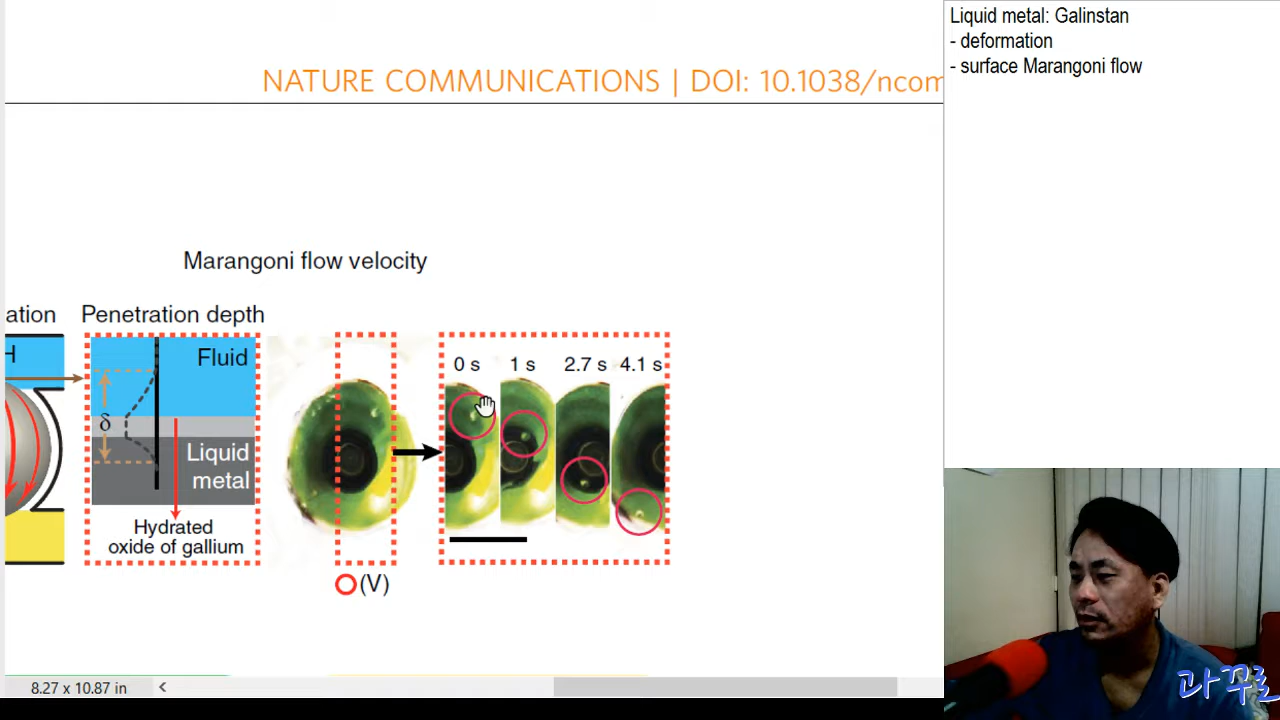 Liquid metal: Galinstan
- deformation
- surface Marangoni flow
NATURE COMMUNICATIONS | DOI: 10.1038/ncom
Marangoni flow velocity
ation
Penetration depth
H
Fluid
δ
Liquid
metal
Hydrated
oxide of gallium
0 s 1 s 2.7 s 4.1 s
(V)
8.27 x 10.87 in
과꾸로